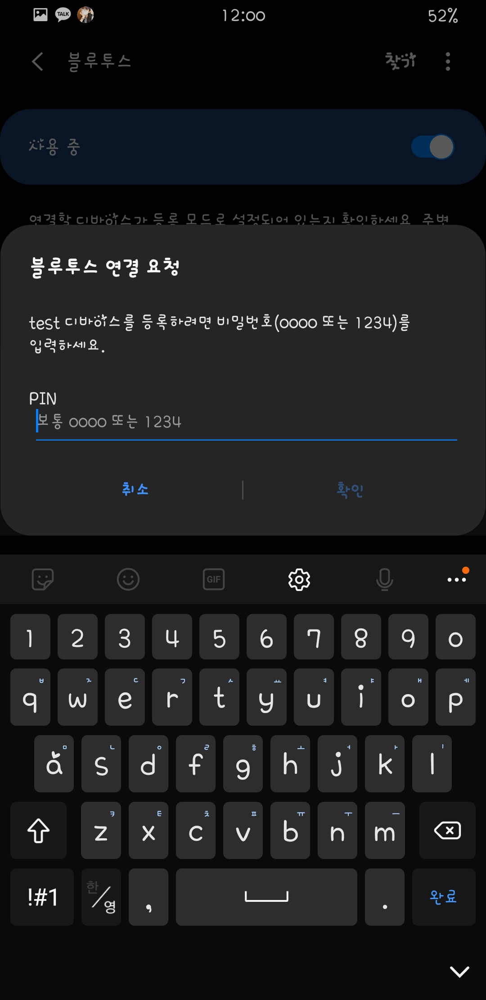 TALK 12:00 52%
블루투스 찾기
사용 중
연결할 디바이스가 등록 모드로 설정되어 있는지 확인하세요. 주변
블루투스 연결 요청
test 디바이스를 등록하려면 비밀번호(0000 또는 1234)를
입력하세요.
PIN
보통 0000 또는 1234
취소 확인
GIF
1 2 3 4 5 6 7 8 9 0
ㅂ ㅈ ㄷ ㄱ ㅅ ㅛ ㅕ ㅑ ㅐ ㅔ
q w e r t y u i o p
ㅁ ㄴ ㅇ ㄹ ㅎ ㅗ ㅓ ㅏ ㅣ
a s d f g h j k l
ㅋ ㅌ ㅊ ㅍ ㅠ ㅜ ㅡ
z x c v b n m
!#1 한/영 , . 완료